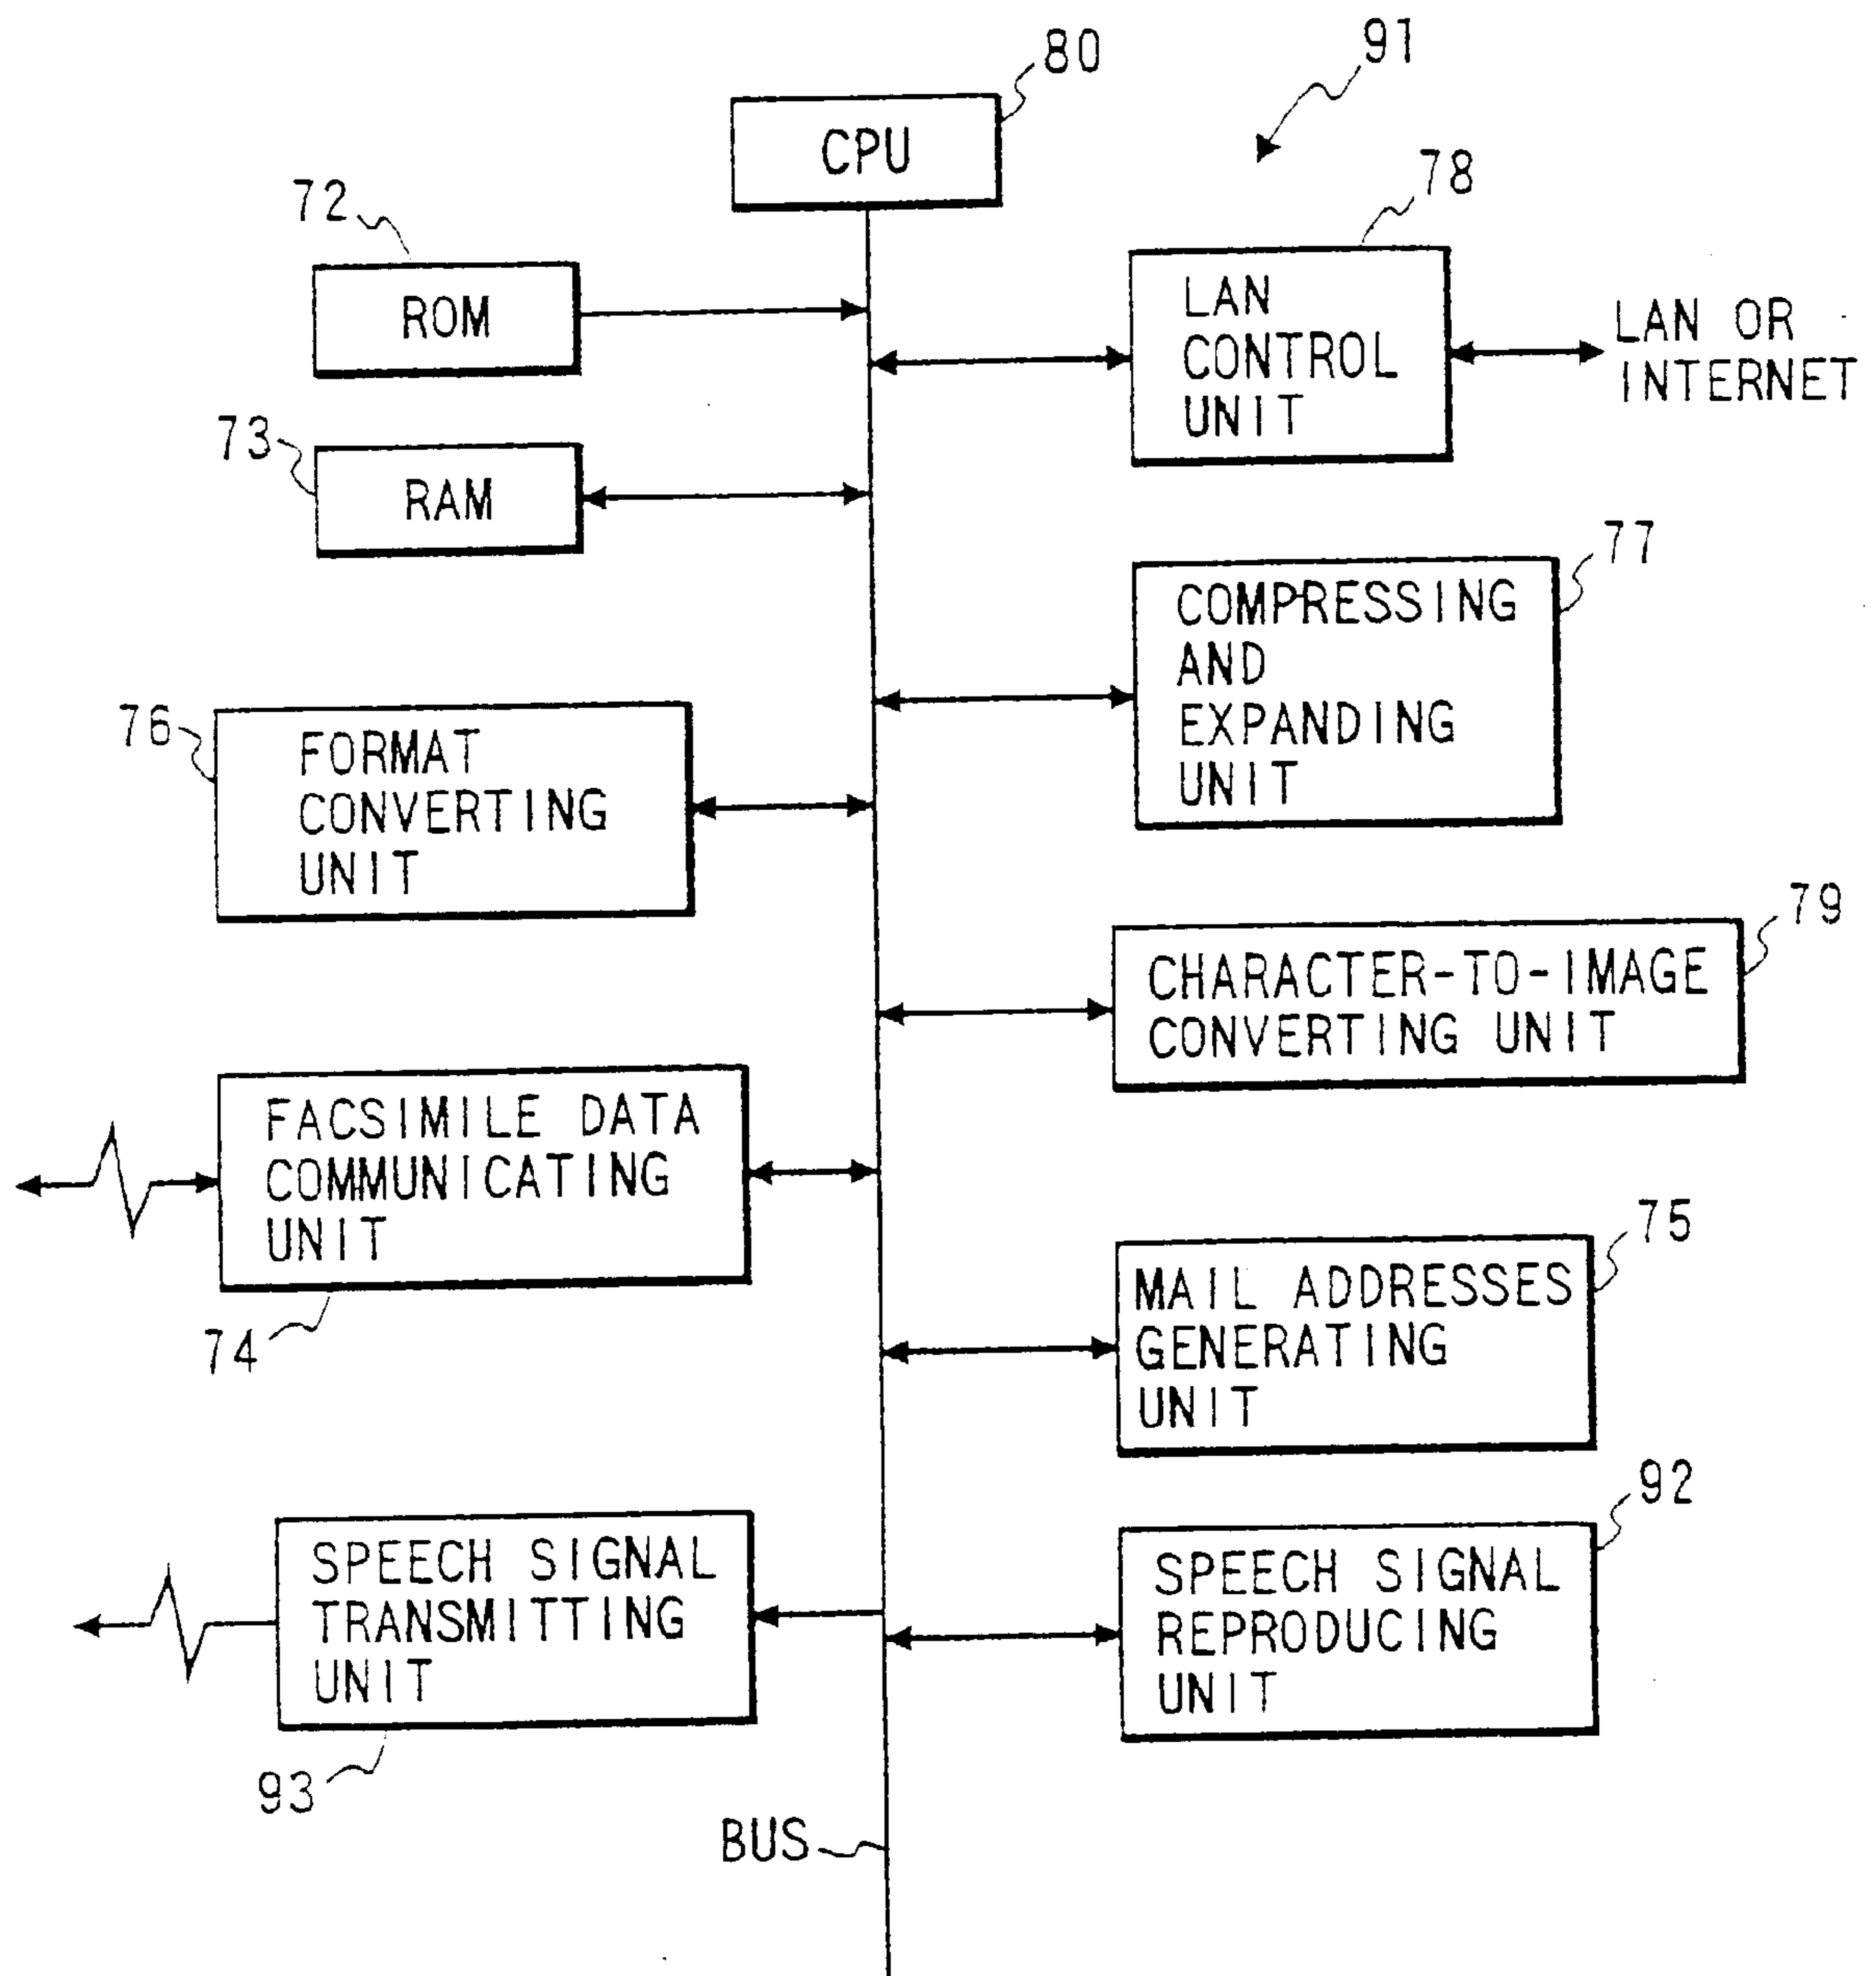 80
91
CPU
78
72
LAN
CONTROL
UNIT
ROM
LAN OR
INTERNET
73
RAM
77
COMPRESSING
AND
EXPANDING
UNIT
76
FORMAT
CONVERTING
UNIT
79
CHARACTER-TO-IMAGE
CONVERTING UNIT
FACSIMILE DATA
COMMUNICATING
UNIT
74
75
MAIL ADDRESSES
GENERATING
UNIT
92
SPEECH SIGNAL
TRANSMITTING
UNIT
SPEECH SIGNAL
REPRODUCING
UNIT
93
BUS